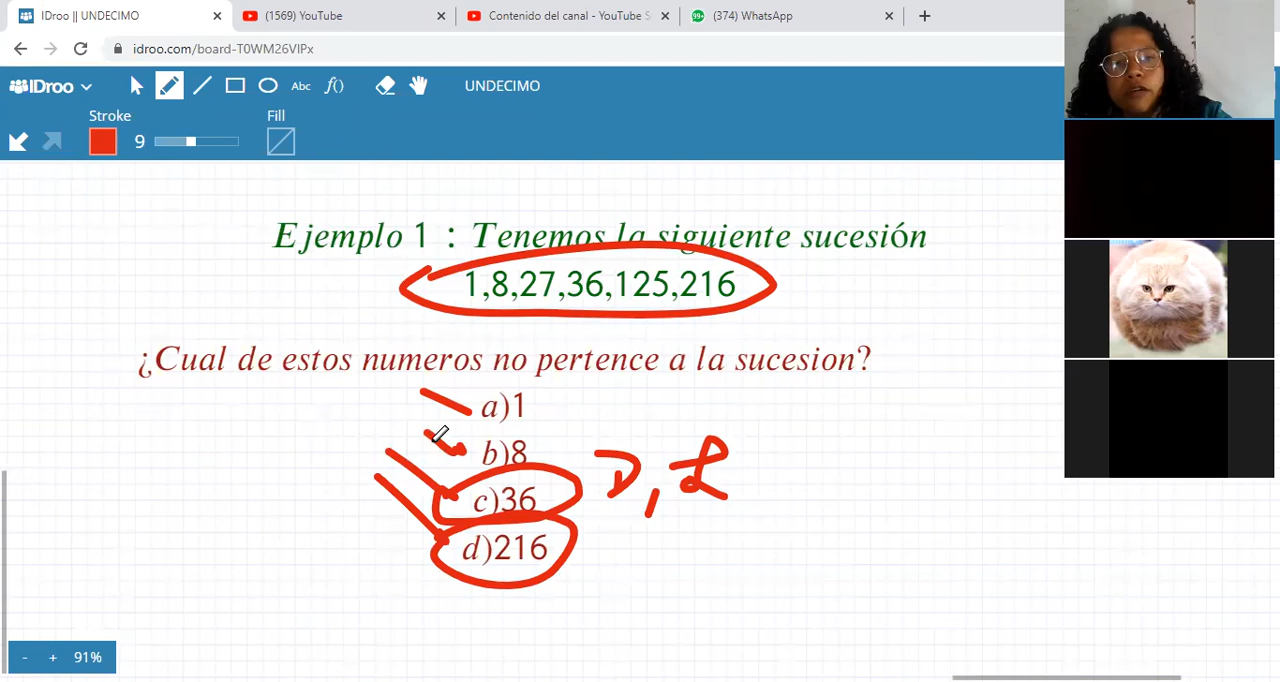 IDroo || UNDECIMO
(1569) YouTube
Contenido del canal - YouTube S
99+
(374) WhatsApp
idroo.com/board-T0WM26VIPx
IDroo
Abc
f()
UNDECIMO
Stroke
Fill
9
Ejemplo 1 : Tenemos la siguiente sucesión
1,8,27,36,125,216
¿Cual de estos numeros no pertence a la sucesion?
a)1
b)8
c)36
d)216
- + 91%